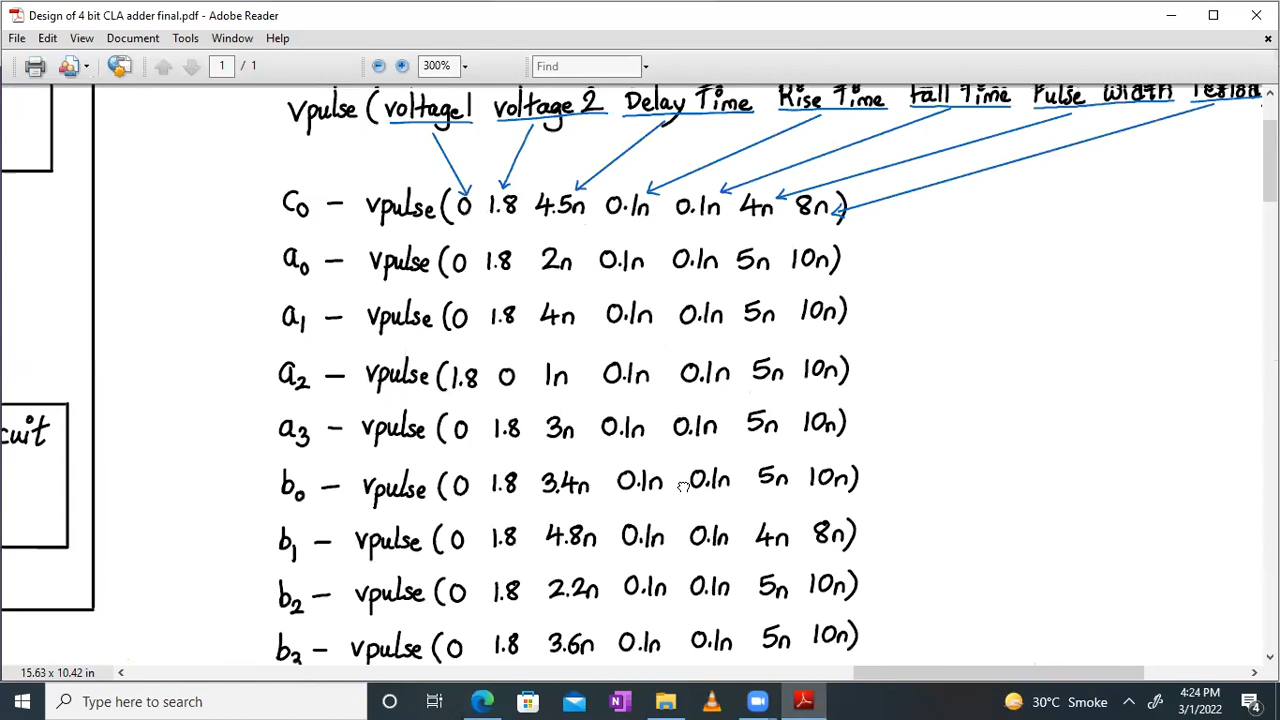 Design of 4 bit CLA adder final.pdf - Adobe Reader
File Edit View Document Tools Window Help
1 / 1 300% Find
vpulse ( voltage1 voltage 2 Delay Time Rise Time Fall Time Pulse Width
c0 - vpulse(0 1.8 4.5n 0.1n 0.1n 4n 8n)
a0 - vpulse(0 1.8 2n 0.1n 0.1n 5n 10n)
a1 - vpulse(0 1.8 4n 0.1n 0.1n 5n 10n)
a2 - vpulse(1.8 0 1n 0.1n 0.1n 5n 10n)
cuit
a3 - vpulse(0 1.8 3n 0.1n 0.1n 5n 10n)
b0 - vpulse(0 1.8 3.4n 0.1n 0.1n 5n 10n)
b1 - vpulse(0 1.8 4.8n 0.1n 0.1n 4n 8n)
b2 - vpulse(0 1.8 2.2n 0.1n 0.1n 5n 10n)
vpulse(0 1.8 3.6n 0.1n 0.1n 5n 10n)
15.63 x 10.42 in
Type here to search
30°C Smoke
4:24 PM
3/1/2022
4